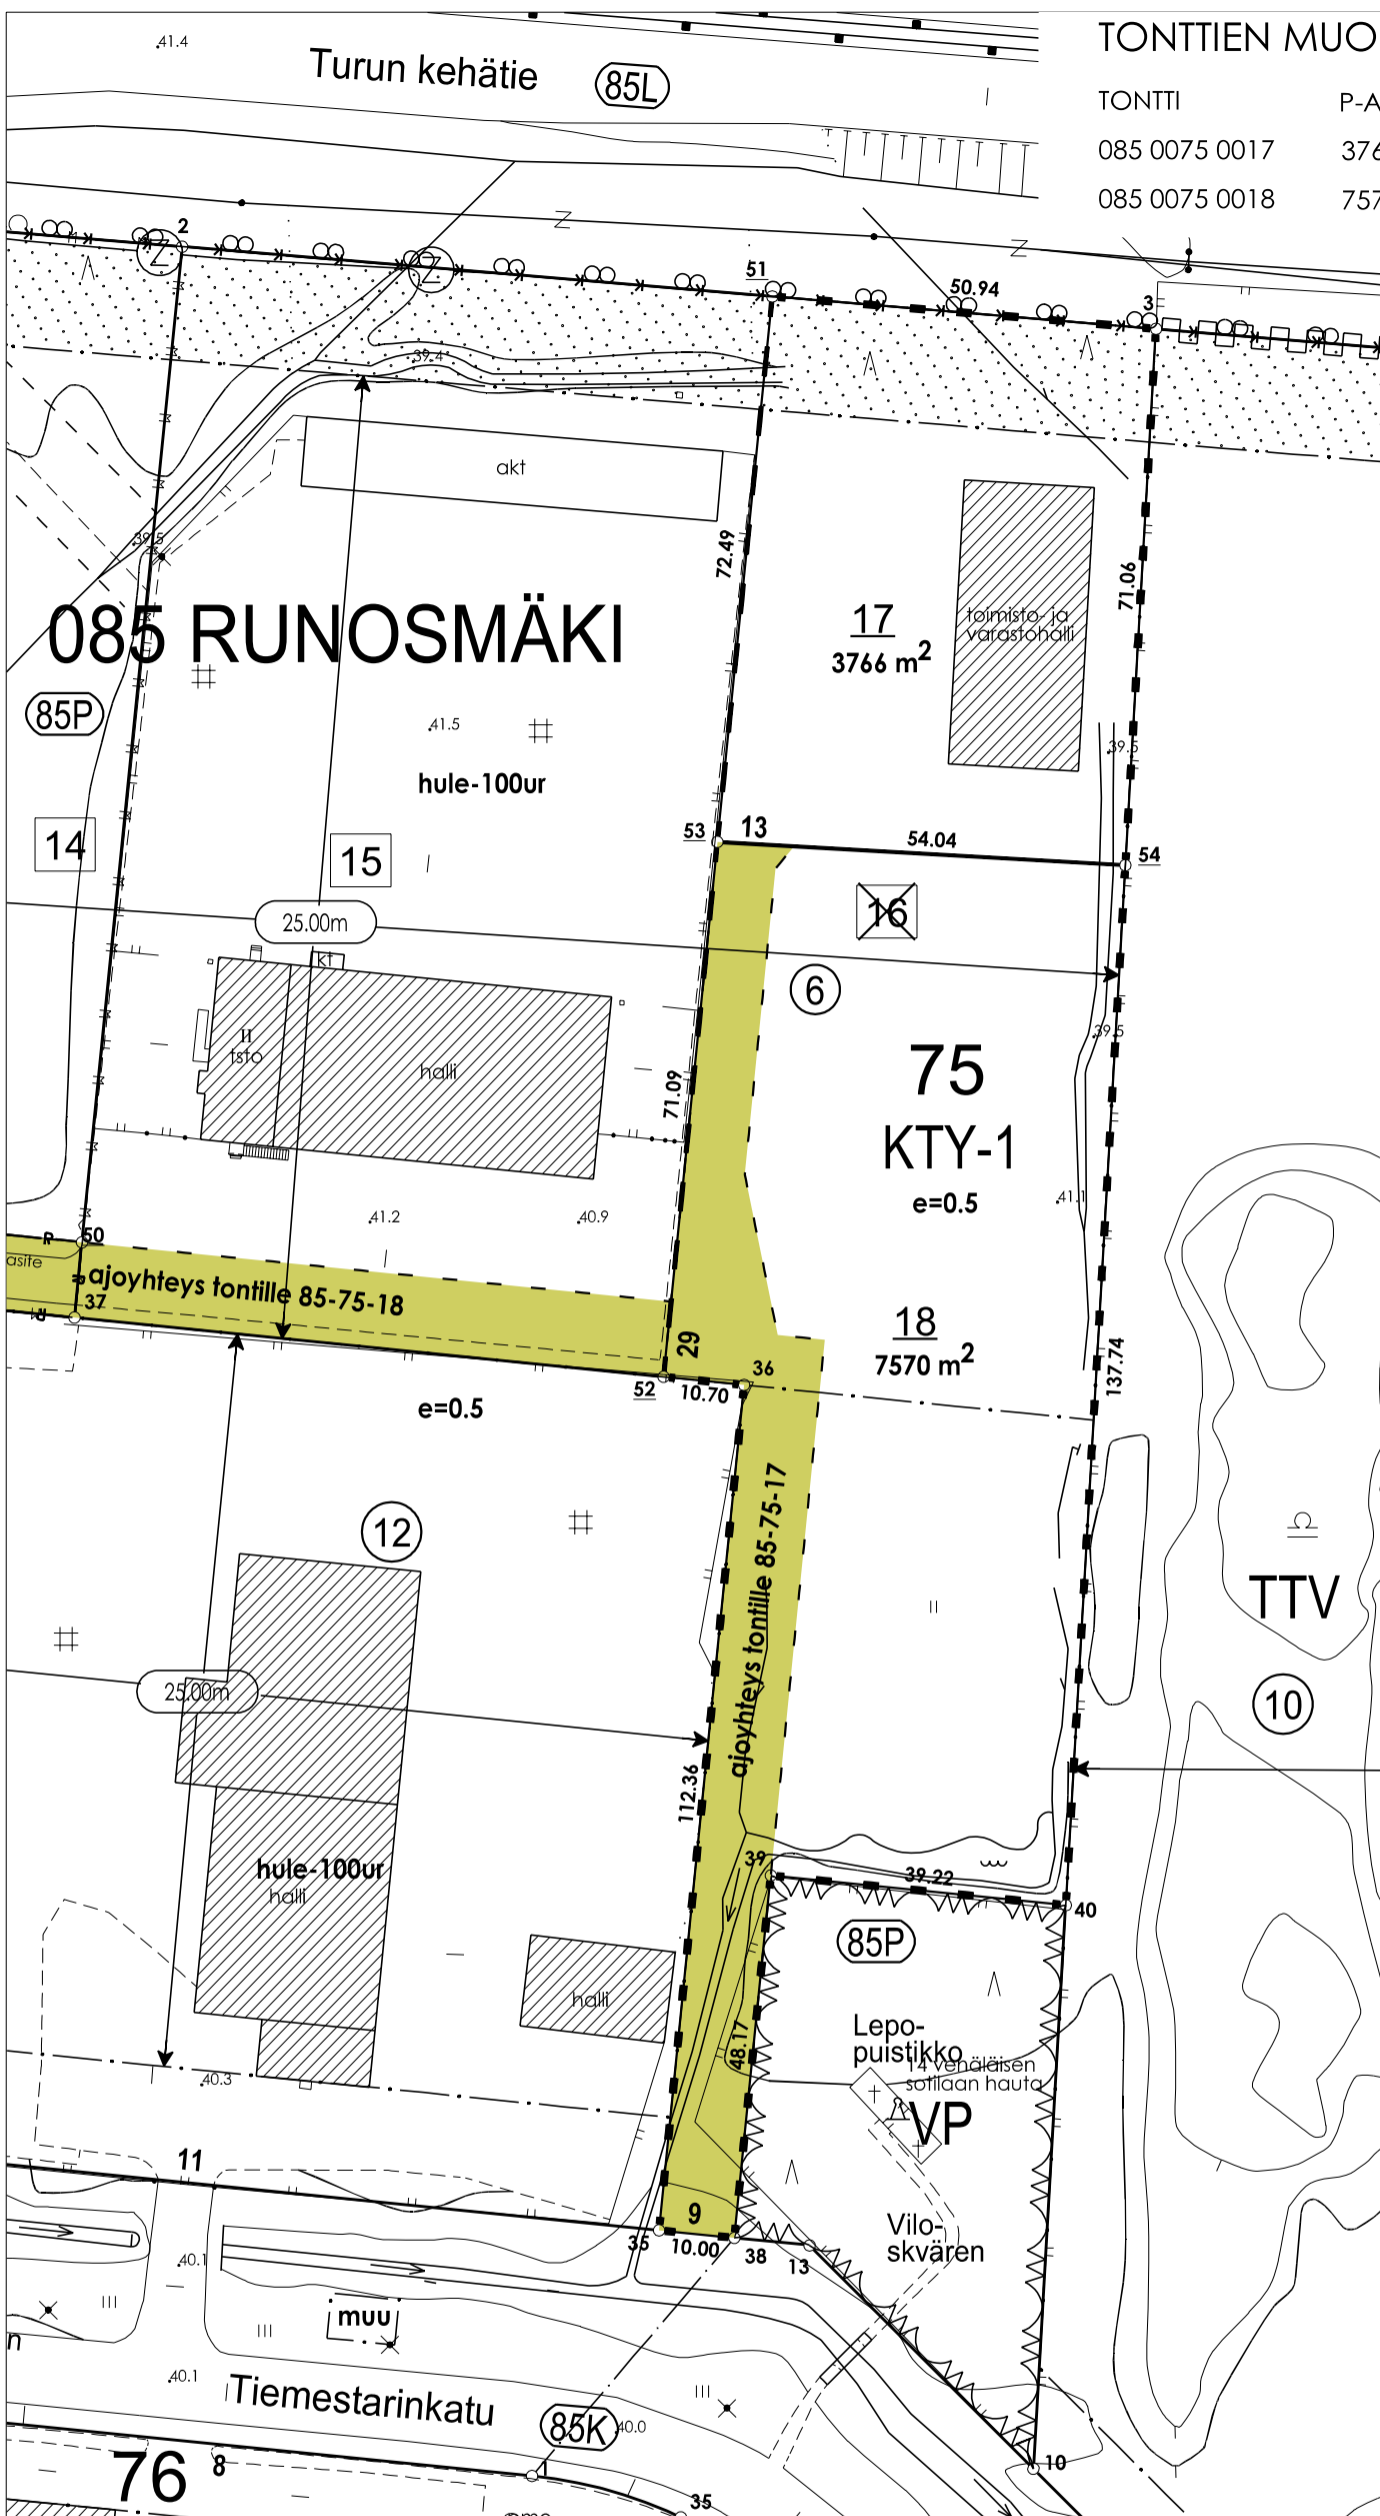 TONTTIEN MUO
TONTTI P-A
085 0075 0017 376
085 0075 0018 757
.41.4
Turun kehätie
85L
Z
Z
2
Z
Z
51
50.94
3
39.4
akt
39.5
72.49
71.06
085 RUNOSMÄKI
17
3766 m²
toimisto- ja
varastohalli
85P
.41.5
hule-100ur
39.5
14
15
53
13
54.04
54
16
25.00m
kt
6
II
tsto
halli
71.09
39.5
75
KTY-1
e=0.5
41.1
.41.2
.40.9
50
asite
ajoyhteys tontille 85-75-18
37
18
7570 m²
29
36
52
10.70
137.74
e=0.5
ajoyhteys tontille 85-75-17
12
TTV
10
25.00m
112.36
hule-100ur
halli
39
39.22
40
85P
halli
48.17
Lepo-
puistikko
14 venäläisen
sotilaan hauta
VP
.40.3
11
9
35
10.00
38
13
Vilo-
skvären
.40.1
muu
n
.40.1
Tiemestarinkatu
85K
40.0
76
8
1
10
35